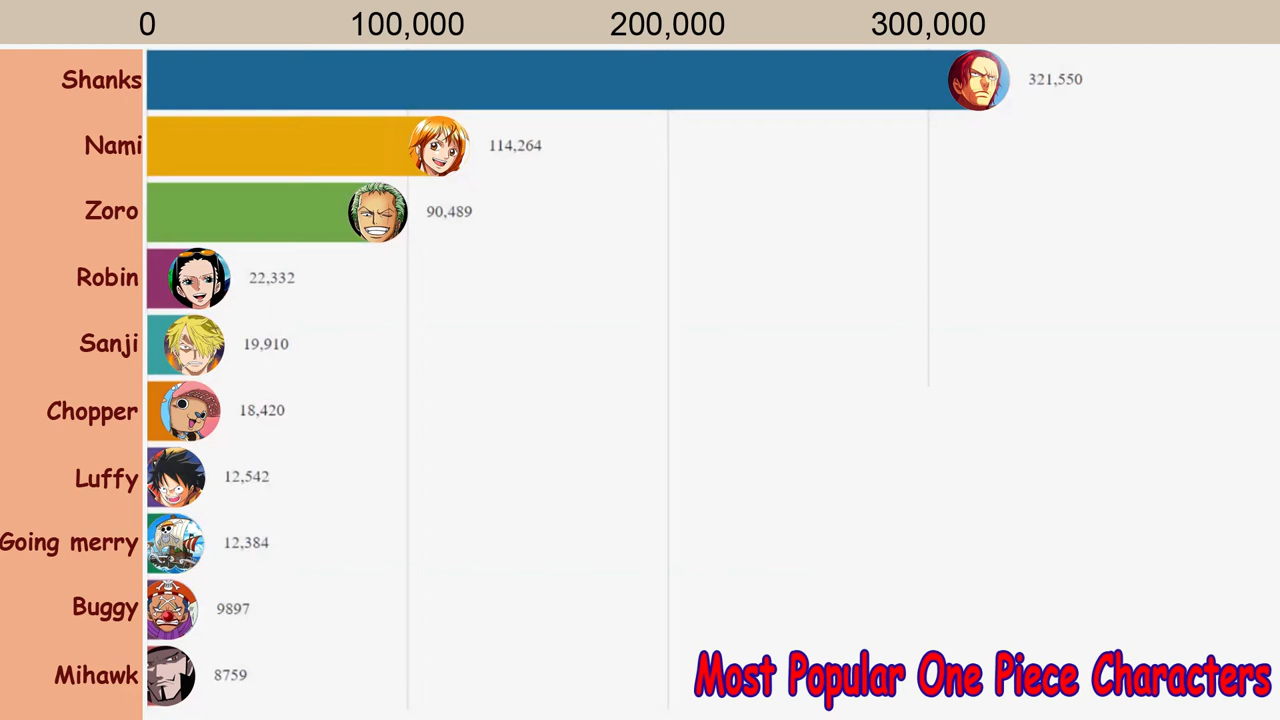 0 100,000 200,000 300,000
Shanks 321,550
Nami 114,264
Zoro 90,489
Robin 22,332
Sanji 19,910
Chopper 18,420
Luffy 12,542
Going merry 12,384
Buggy 9897
Mihawk 8759
Most Popular One Piece Characters